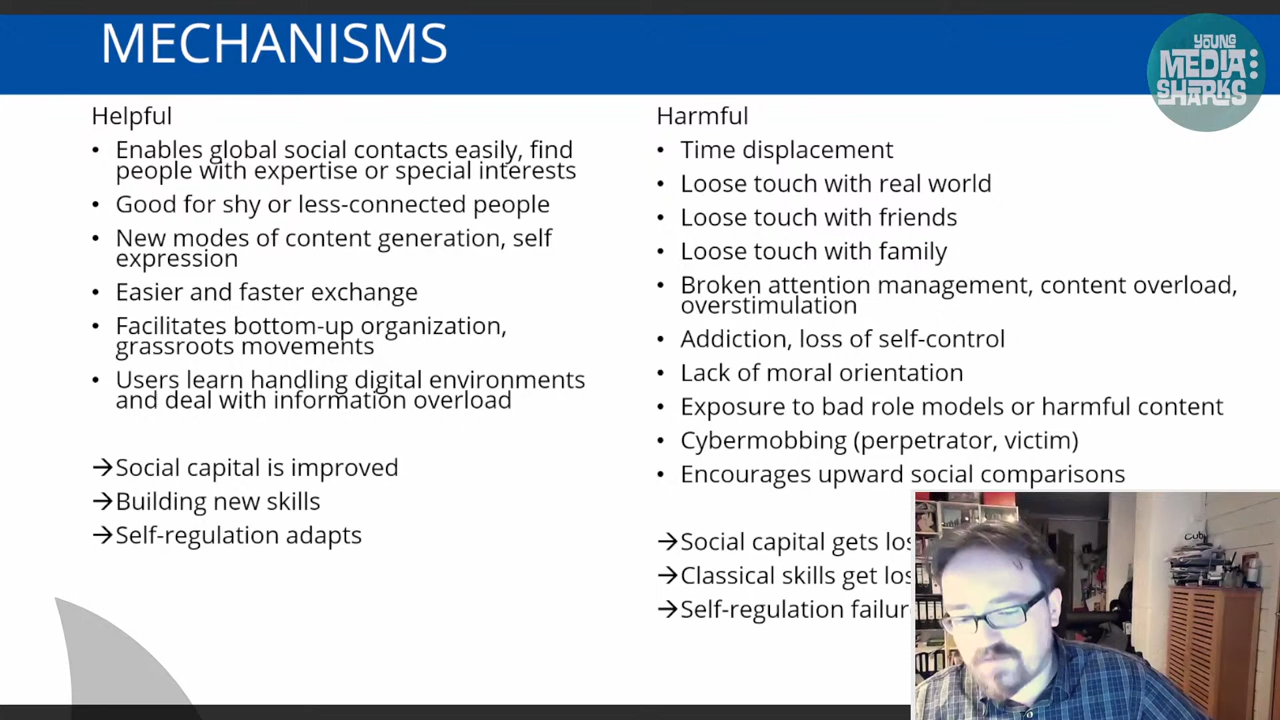 MECHANISMS
YOUNG
MEDIA
SHARKS
Helpful
• Enables global social contacts easily, find
people with expertise or special interests
• Good for shy or less-connected people
• New modes of content generation, self
expression
• Easier and faster exchange
• Facilitates bottom-up organization,
grassroots movements
• Users learn handling digital environments
and deal with information overload
→Social capital is improved
→Building new skills
→Self-regulation adapts
Harmful
• Time displacement
• Loose touch with real world
• Loose touch with friends
• Loose touch with family
• Broken attention management, content overload,
overstimulation
• Addiction, loss of self-control
• Lack of moral orientation
• Exposure to bad role models or harmful content
• Cybermobbing (perpetrator, victim)
• Encourages upward social comparisons
→Social capital gets los
→Classical skills get los
→Self-regulation failur